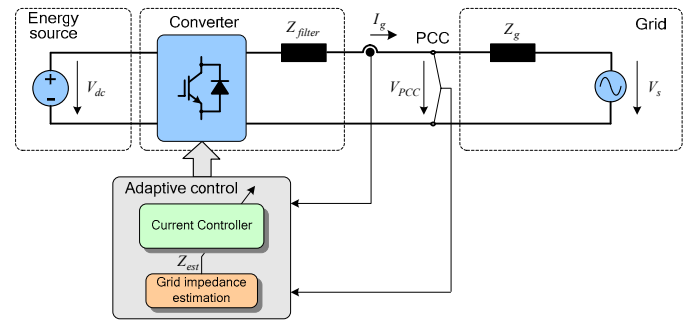 Energy
source
Converter
Z_filter
I_g
PCC
Z_g
Grid
+
-
V_dc
V_PCC
V_s
Adaptive control
Current Controller
Z_est
Grid impedance
estimation